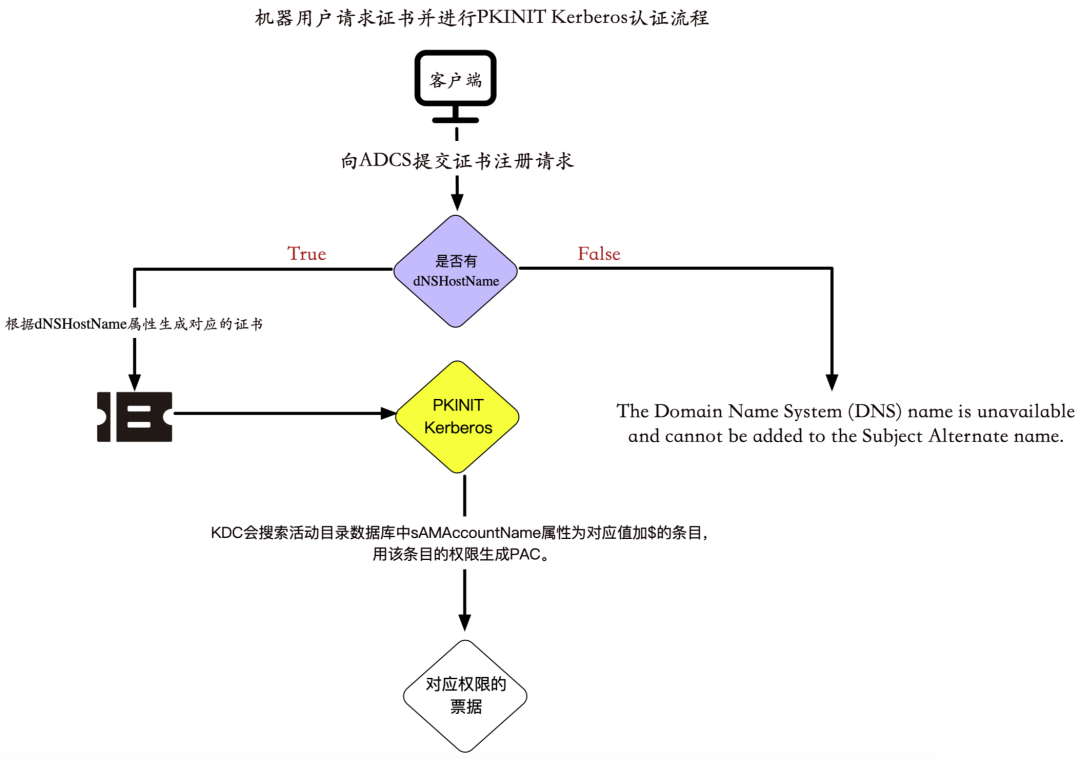 机器用户请求证书并进行PKINIT Kerberos认证流程
客户端
向ADCS提交证书注册请求
True
是否有
dNSHostName
False
根据dNSHostName属性生成对应的证书
PKINIT
Kerberos
The Domain Name System (DNS) name is unavailable
and cannot be added to the Subject Alternate name.
KDC会搜索活动目录数据库中sAMAccountName属性为对应值加$的条目，
用该条目的权限生成PAC。
对应权限的
票据